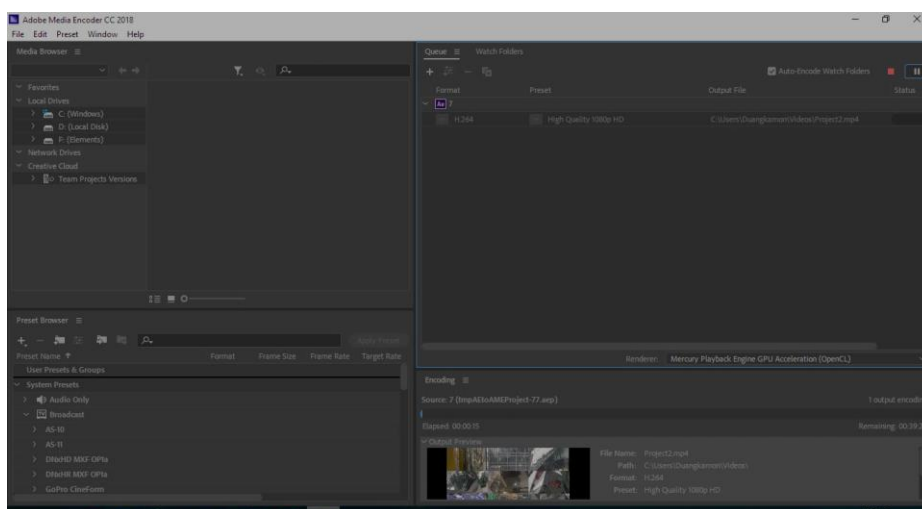 Adobe Media Encoder CC 2018
File Edit Preset Window Help
Media Browser
Favorites
Local Drives
C: (Windows)
D: (Local Disk)
F: (Elements)
Network Drives
Creative Cloud
Team Projects Versions
Preset Browser
Apply Preset
Preset Name Format Frame Size Frame Rate Target Rate
User Presets & Groups
System Presets
Audio Only
Broadcast
AS-10
AS-11
DNxHD MXF OP1a
DNxHR MXF OP1a
GoPro CineForm
Queue Watch Folders
Auto-Encode Watch Folders
Format Preset Output File Status
Ae 7
H.264 High Quality 1080p HD C:\Users\Duangkamon\Videos\Project2.mp4
Renderer: Mercury Playback Engine GPU Acceleration (OpenCL)
Encoding
Source: 7 (tmpAEtoAMEProject-77.aep) 1 output encodin
Elapsed: 00:00:15 Remaining: 00:39:2
Output Preview
File Name: Project2.mp4
Path: C:\Users\Duangkamon\Videos\
Format: H.264
Preset: High Quality 1080p HD